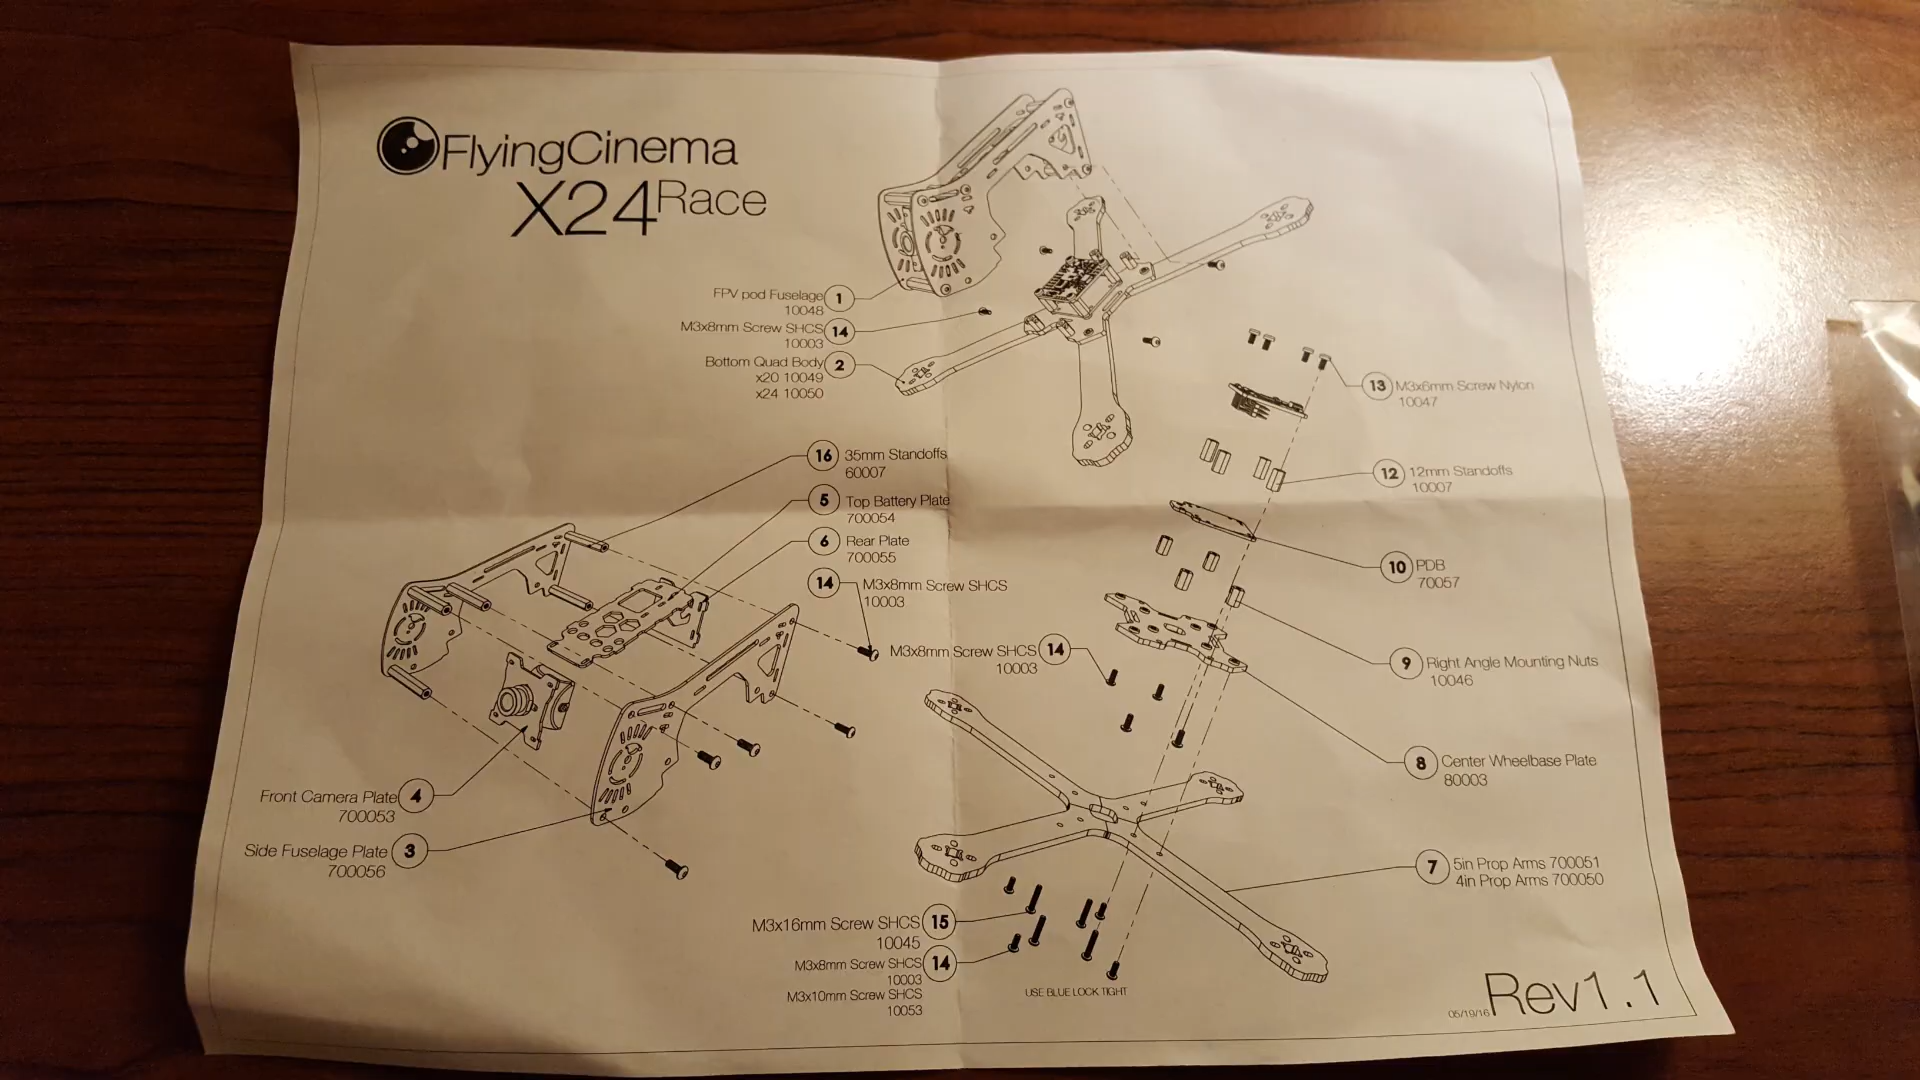 FlyingCinema
X24Race
FPV pod Fuselage 1
10048
M3x8mm Screw SHCS 14
10003
Bottom Quad Body 2
x20 10049
x24 10050
13 M3x6mm Screw Nylon
10047
16 35mm Standoffs
60007
5 Top Battery Plate
700054
6 Rear Plate
700055
14 M3x8mm Screw SHCS
10003
12 12mm Standoffs
10007
10 PDB
70057
M3x8mm Screw SHCS 14
10003
9 Right Angle Mounting Nuts
10046
8 Center Wheelbase Plate
80003
Front Camera Plate 4
700053
Side Fuselage Plate 3
700056
7 5in Prop Arms 700051
4in Prop Arms 700050
M3x16mm Screw SHCS 15
10045
M3x8mm Screw SHCS 14
10003
M3x10mm Screw SHCS
10053
USE BLUE LOCK TIGHT
05/19/16 Rev1.1